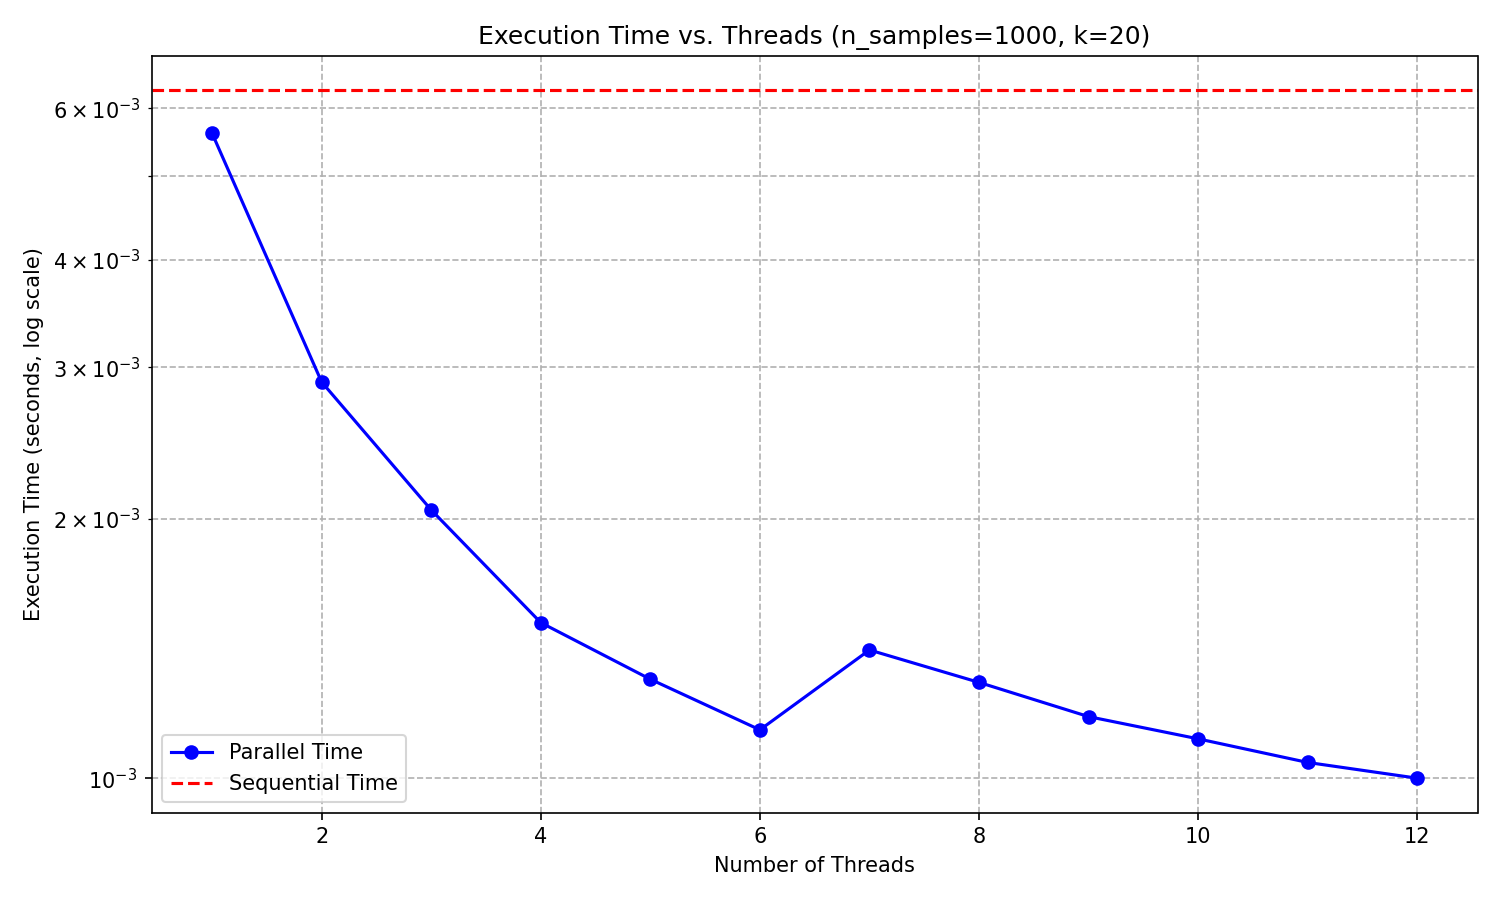 Execution Time vs. Threads (n_samples=1000, k=20)
Execution Time (seconds, log scale)
6 × 10⁻³
4 × 10⁻³
3 × 10⁻³
2 × 10⁻³
10⁻³
Parallel Time
Sequential Time
2 4 6 8 10 12
Number of Threads